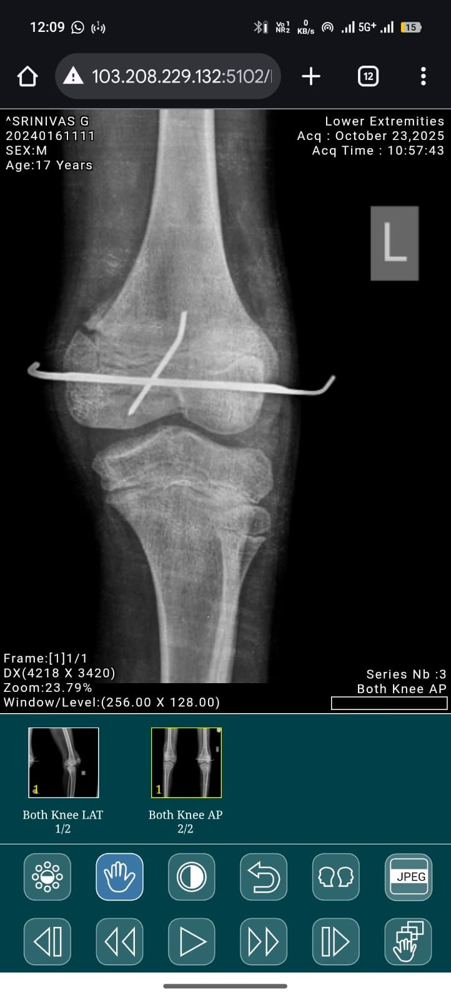 12:09
Vo 1
NR2
0
KB/s
5G+
15
103.208.229.132:5102/
12
^SRINIVAS G
20240161111
SEX:M
Age:17 Years
Lower Extremities
Acq : October 23,2025
Acq Time : 10:57:43
L
Frame:[1]1/1
DX(4218 X 3420)
Zoom:23.79%
Window/Level:(256.00 X 128.00)
Series Nb :3
Both Knee AP
1
Both Knee LAT
1/2
1
Both Knee AP
2/2
JPEG